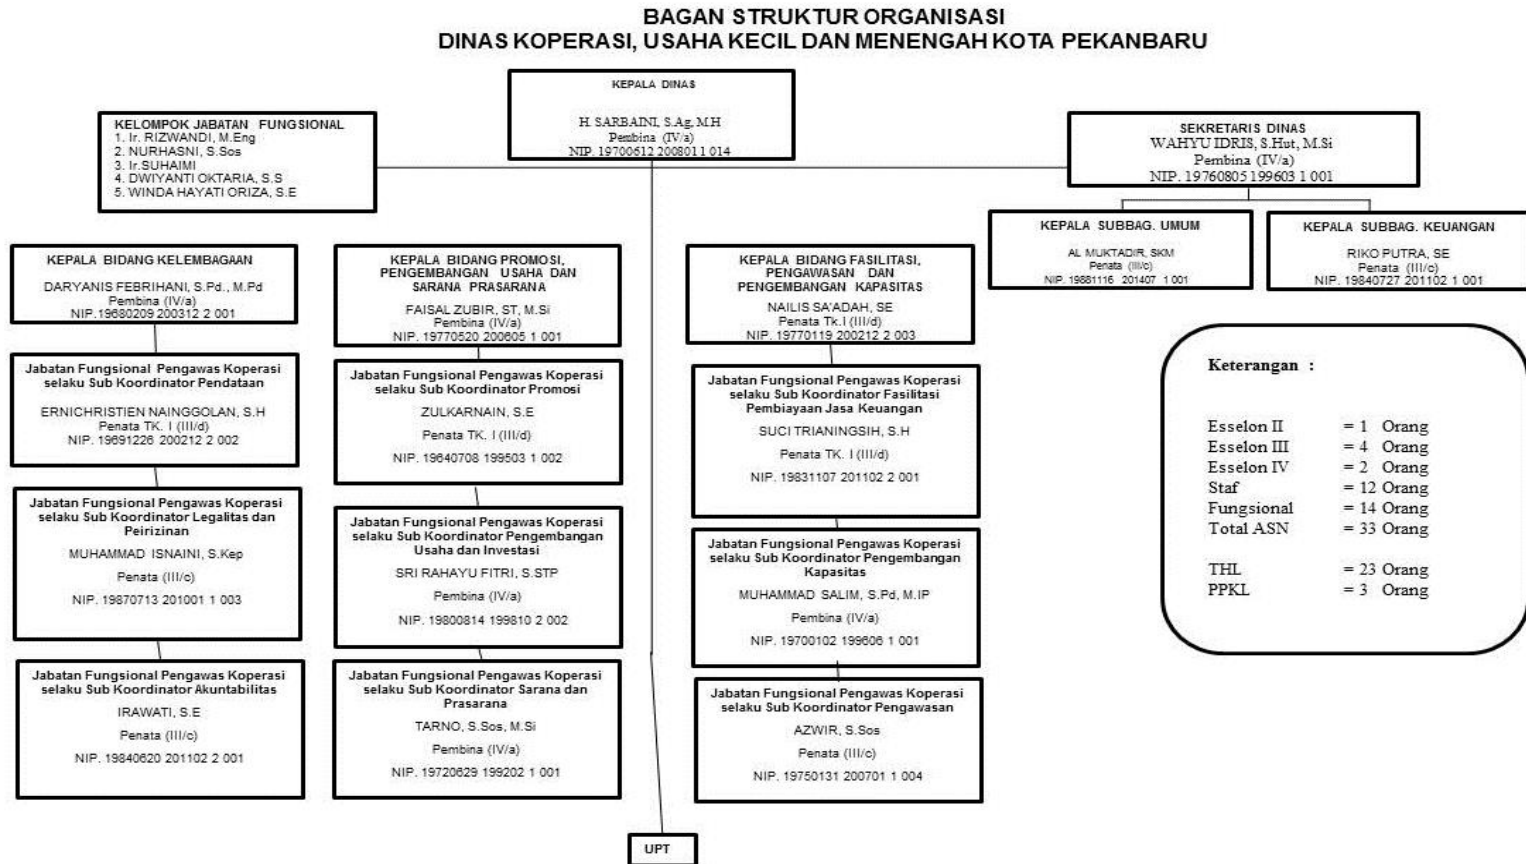 BAGAN STRUKTUR ORGANISASI
DINAS KOPERASI, USAHA KECIL DAN MENENGAH KOTA PEKANBARU
KEPALA DINAS
H. SARBAINI, S.Ag, MH
Pembina (IV/a)
NIP. 19700612 200801 1 014
KELOMPOK JABATAN FUNGSIONAL
1. Ir. RIZWANDI, M.Eng
2. NURHASNI, S.Sos
3. Ir.SUHAIMI
4. DWIYANTI OKTARIA, S.S
5. WINDA HAYATI ORIZA, S.E
SEKRETARIS DINAS
WAHYU IDRIS, S.Hut, M.Si
Pembina (IV/a)
NIP. 19760805 199603 1 001
KEPALA SUBBAG. UMUM
AL MUKTADIR, SKM
Penata (III/c)
NIP. 19881116 201407 1 001
KEPALA SUBBAG. KEUANGAN
RIKO PUTRA, SE
Penata (III/c)
NIP. 19840727 201102 1 001
KEPALA BIDANG KELEMBAGAAN
DARYANIS FEBRIHANI, S.Pd., M.Pd
Pembina (IV/a)
NIP.19680209 200312 2 001
Jabatan Fungsional Pengawas Koperasi
selaku Sub Koordinator Pendataan
ERNICHRISTIEN NAINGGOLAN, S.H
Penata TK. I (III/d)
NIP. 19691226 200212 2 002
Jabatan Fungsional Pengawas Koperasi
selaku Sub Koordinator Legalitas dan
Peirizinan
MUHAMMAD ISNAINI, S.Kep
Penata (III/c)
NIP. 19870713 201001 1 003
Jabatan Fungsional Pengawas Koperasi
selaku Sub Koordinator Akuntabilitas
IRAWATI, S.E
Penata (III/c)
NIP. 19840620 201102 2 001
KEPALA BIDANG PROMOSI,
PENGEMBANGAN USAHA DAN
SARANA PRASARANA
FAISAL ZUBIR, ST, M.Si
Pembina (IV/a)
NIP. 19770520 200605 1 001
Jabatan Fungsional Pengawas Koperasi
selaku Sub Koordinator Promosi
ZULKARNAIN, S.E
Penata TK. I (III/d)
NIP. 19640708 199503 1 002
Jabatan Fungsional Pengawas Koperasi
selaku Sub Koordinator Pengembangan
Usaha dan Investasi
SRI RAHAYU FITRI, S.STP
Pembina (IV/a)
NIP. 19800814 199810 2 002
Jabatan Fungsional Pengawas Koperasi
selaku Sub Koordinator Sarana dan
Prasarana
TARNO, S.Sos, M.Si
Pembina (IV/a)
NIP. 19720629 199202 1 001
KEPALA BIDANG FASILITASI,
PENGAWASAN DAN
PENGEMBANGAN KAPASITAS
NAILIS SA'ADAH, SE
Penata Tk.I (III/d)
NIP. 19770119 200212 2 003
Jabatan Fungsional Pengawas Koperasi
selaku Sub Koordinator Fasilitasi
Pembiayaan Jasa Keuangan
SUCI TRIANINGSIH, S.H
Penata TK. I (III/d)
NIP. 19831107 201102 2 001
Jabatan Fungsional Pengawas Koperasi
selaku Sub Koordinator Pengembangan
Kapasitas
MUHAMMAD SALIM, S.Pd, M.IP
Pembina (IV/a)
NIP. 19700102 199606 1 001
Jabatan Fungsional Pengawas Koperasi
selaku Sub Koordinator Pengawasan
AZWIR, S.Sos
Penata (III/c)
NIP. 19750131 200701 1 004
Keterangan :
Esselon II = 1 Orang
Esselon III = 4 Orang
Esselon IV = 2 Orang
Staf = 12 Orang
Fungsional = 14 Orang
Total ASN = 33 Orang
THL = 23 Orang
PPKL = 3 Orang
UPT